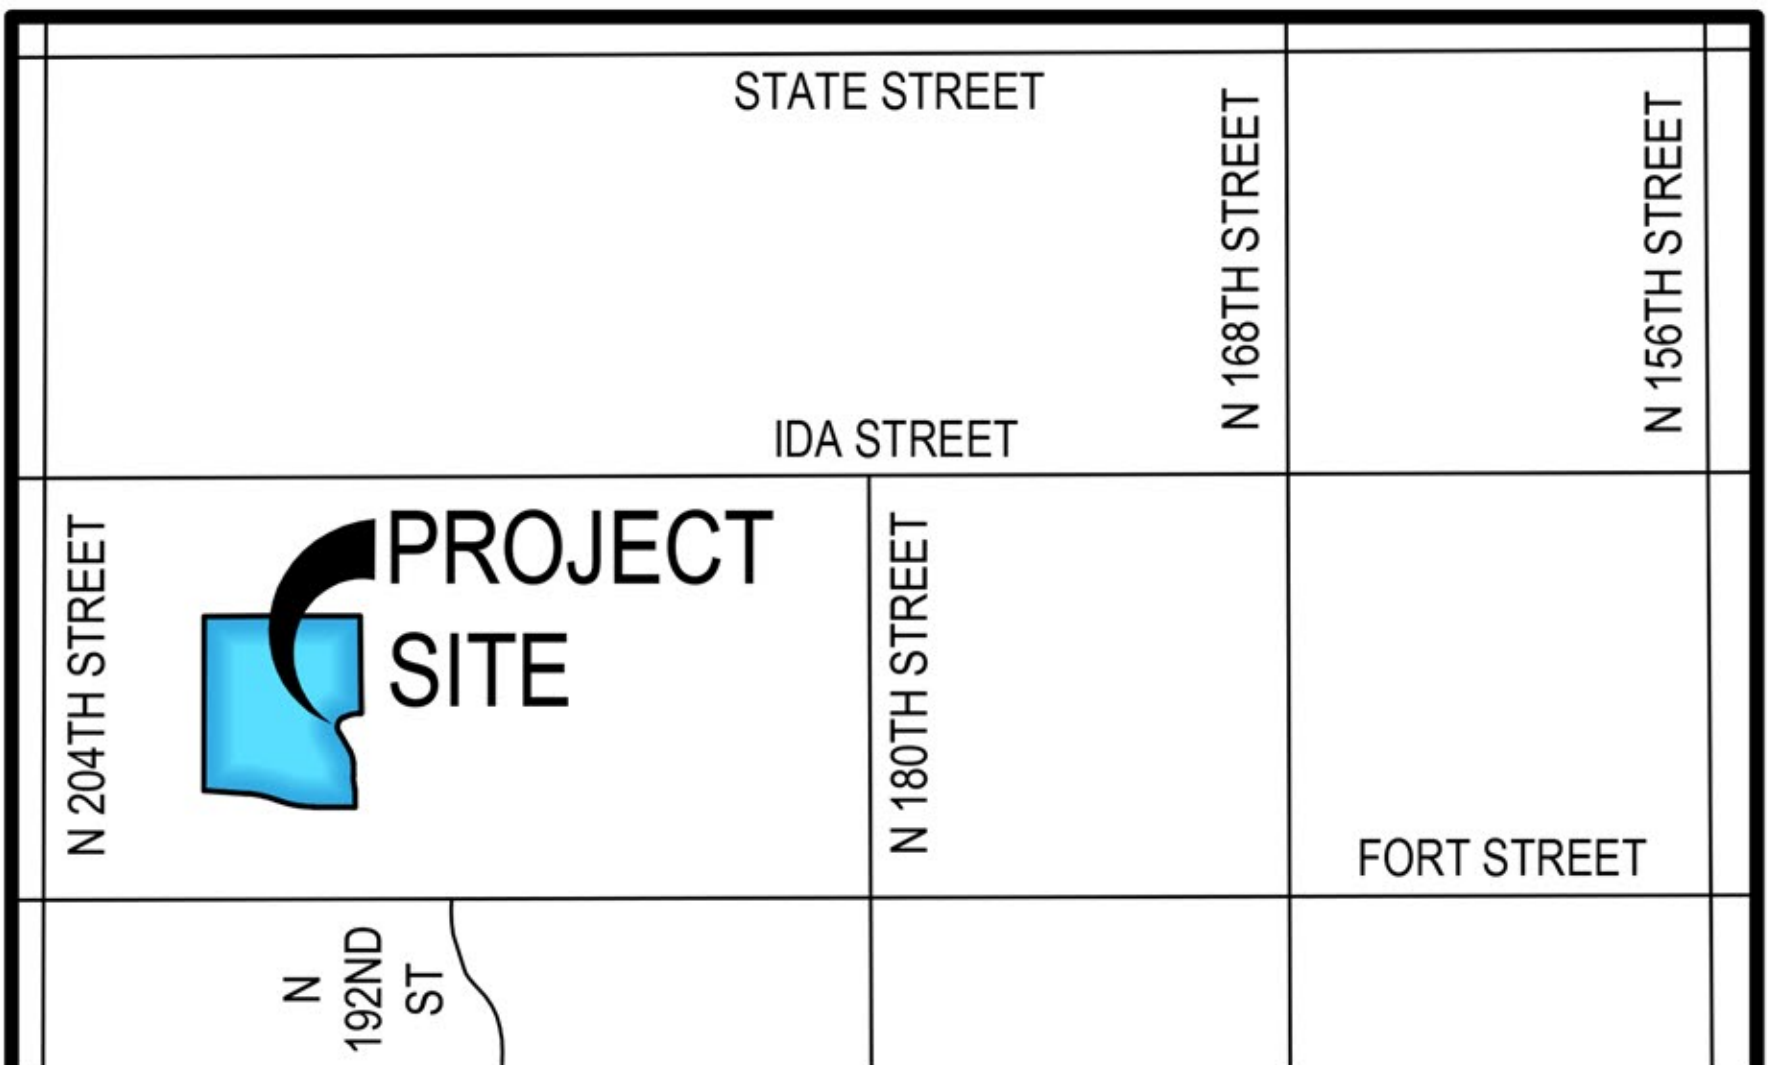 STATE STREET
N 168TH STREET
N 156TH STREET
IDA STREET
N 204TH STREET
PROJECT
SITE
N 180TH STREET
FORT STREET
N
192ND
ST